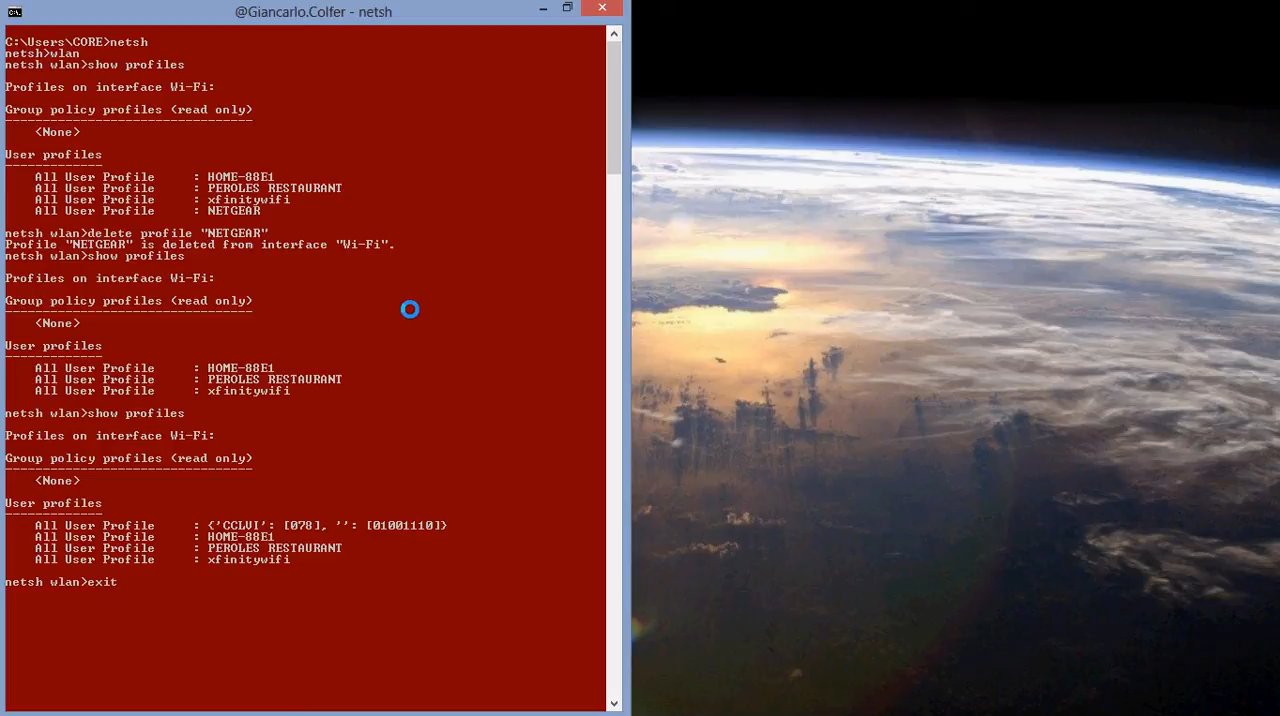 @Giancarlo.Colfer - netsh
C:\Users\CORE>netsh
netsh>wlan
netsh wlan>show profiles
Profiles on interface Wi-Fi:
Group policy profiles (read only)
---------------------------------
<None>
User profiles
-------------
All User Profile     : HOME-88E1
All User Profile     : PEROLES RESTAURANT
All User Profile     : xfinitywifi
All User Profile     : NETGEAR
netsh wlan>delete profile "NETGEAR"
Profile "NETGEAR" is deleted from interface "Wi-Fi".
netsh wlan>show profiles
Profiles on interface Wi-Fi:
Group policy profiles (read only)
---------------------------------
<None>
User profiles
-------------
All User Profile     : HOME-88E1
All User Profile     : PEROLES RESTAURANT
All User Profile     : xfinitywifi
netsh wlan>show profiles
Profiles on interface Wi-Fi:
Group policy profiles (read only)
---------------------------------
<None>
User profiles
-------------
All User Profile     : {'CCLVI': [078], '': [01001110]}
All User Profile     : HOME-88E1
All User Profile     : PEROLES RESTAURANT
All User Profile     : xfinitywifi
netsh wlan>exit